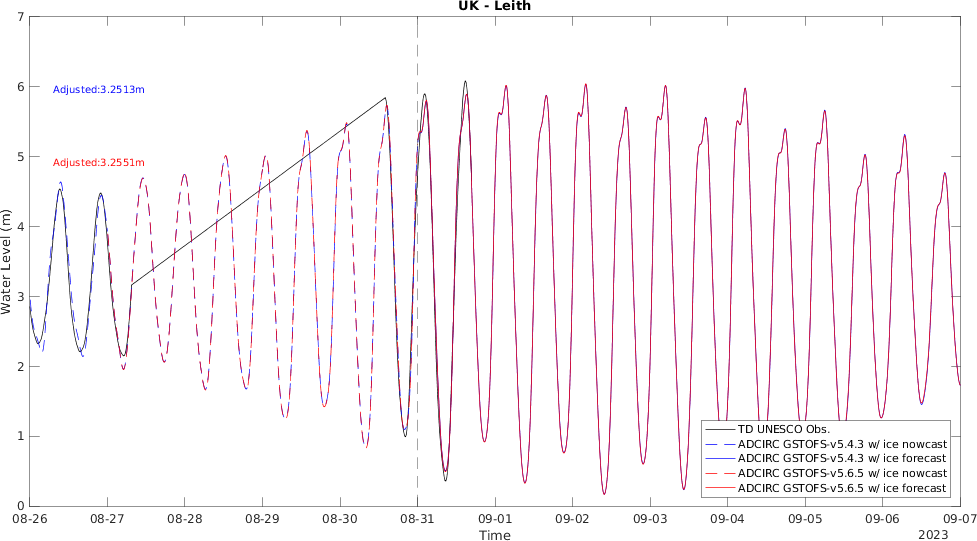 UK - Leith
7
6
5
4
3
2
1
0
Water Level (m)
Adjusted:3.2513m
Adjusted:3.2551m
TD UNESCO Obs.
ADCIRC GSTOFS-v5.4.3 w/ ice nowcast
ADCIRC GSTOFS-v5.4.3 w/ ice forecast
ADCIRC GSTOFS-v5.6.5 w/ ice nowcast
ADCIRC GSTOFS-v5.6.5 w/ ice forecast
08-26 08-27 08-28 08-29 08-30 08-31 09-01 09-02 09-03 09-04 09-05 09-06 09-07
Time
2023